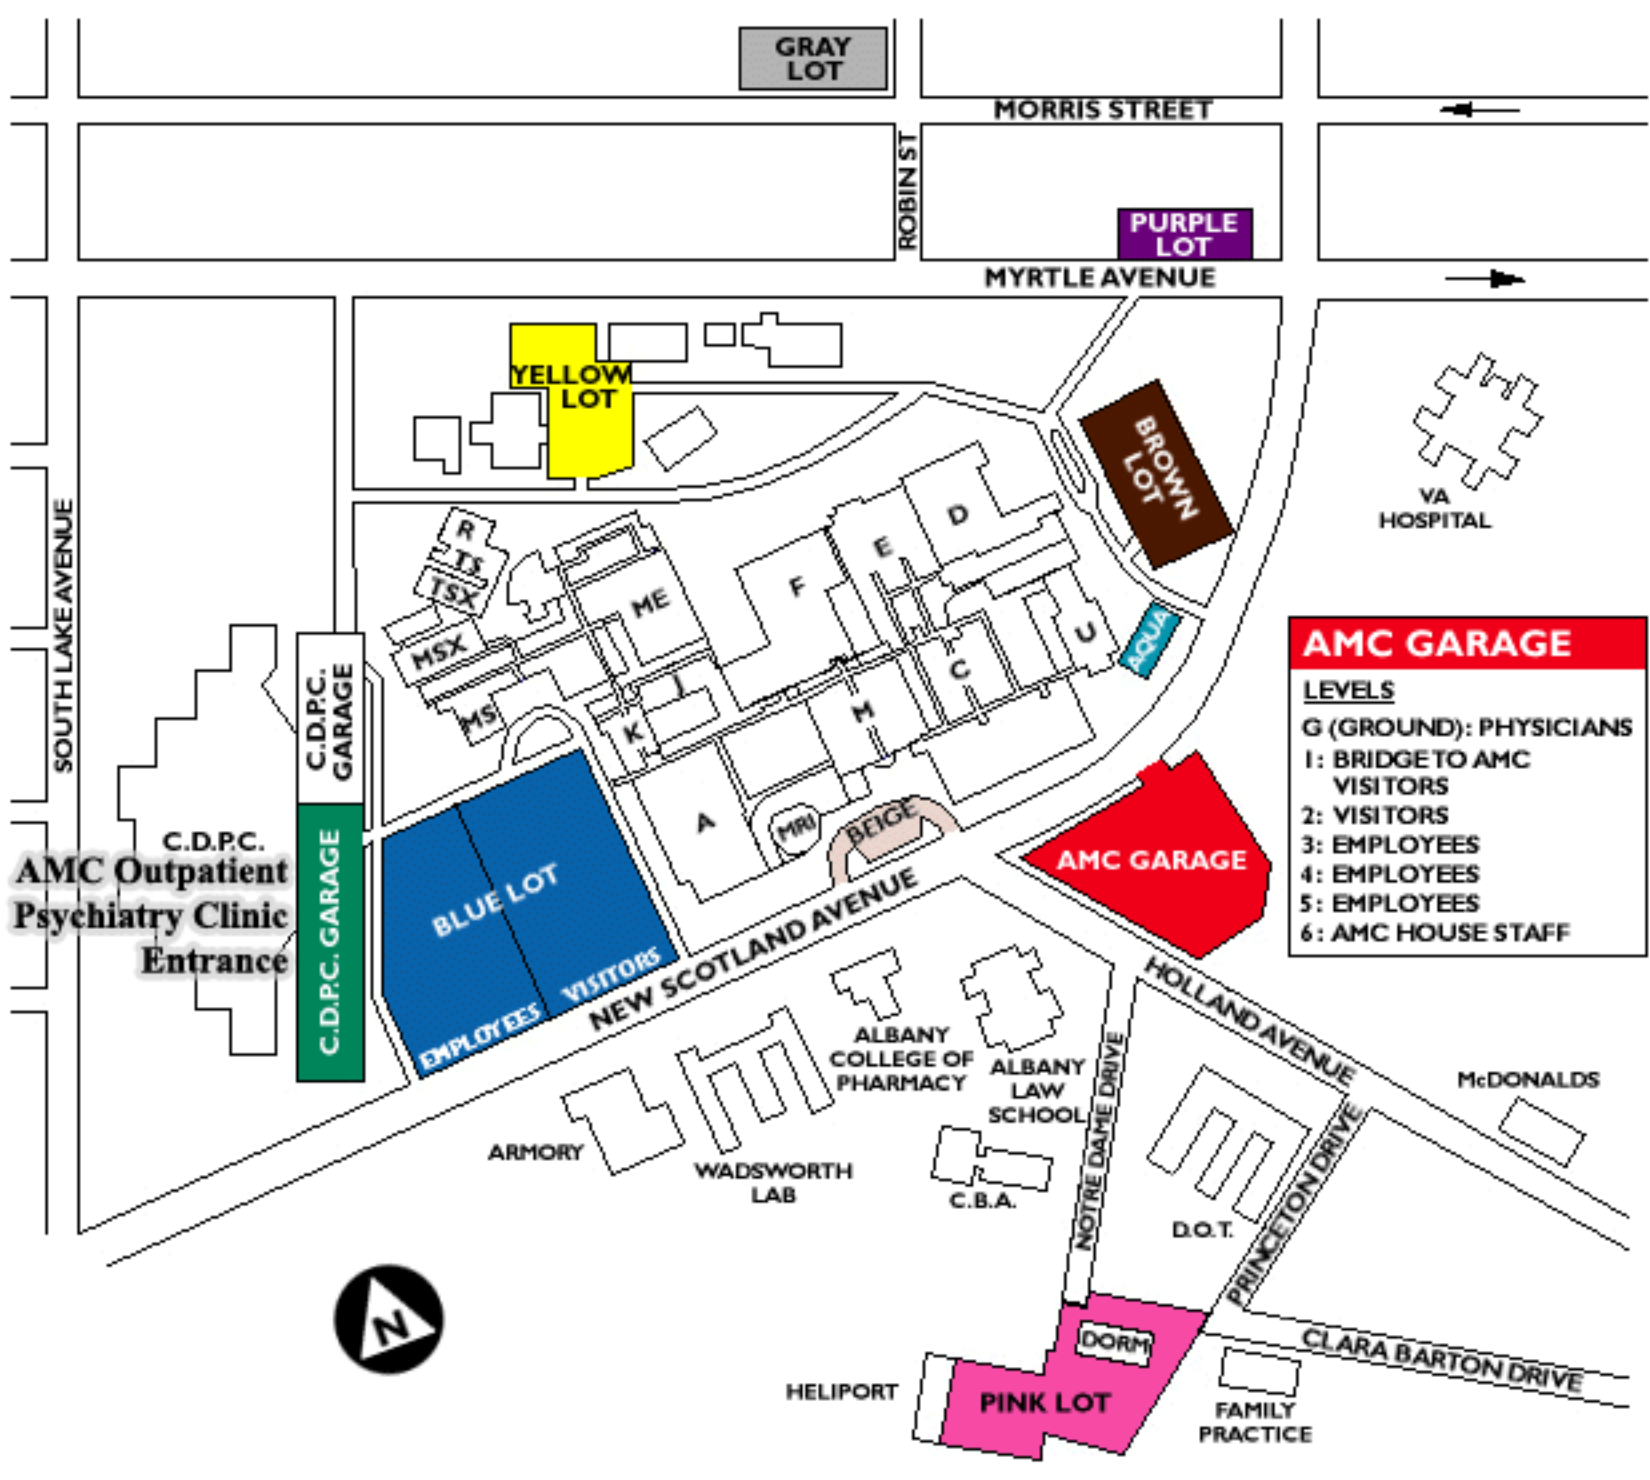 GRAY
LOT
MORRIS STREET
ROBIN ST
PURPLE
LOT
MYRTLE AVENUE
YELLOW
LOT
BROWN
LOT
VA
HOSPITAL
SOUTH LAKE AVENUE
R
TS
TSX
MSX
MS
ME
J
K
F
E
D
M
C
U
A
MRI
AQUA
BEIGE
C.D.P.C.
GARAGE
C.D.P.C. GARAGE
C.D.P.C.
AMC Outpatient
Psychiatry Clinic
Entrance
BLUE LOT
EMPLOYEES
VISITORS
NEW SCOTLAND AVENUE
AMC GARAGE
AMC GARAGE
LEVELS
G (GROUND): PHYSICIANS
1: BRIDGE TO AMC
VISITORS
2: VISITORS
3: EMPLOYEES
4: EMPLOYEES
5: EMPLOYEES
6: AMC HOUSE STAFF
HOLLAND AVENUE
ALBANY
COLLEGE OF
PHARMACY
ALBANY
LAW
SCHOOL
NOTRE DAME DRIVE
McDONALDS
ARMORY
WADSWORTH
LAB
C.B.A.
D.O.T.
PRINCETON DRIVE
N
DORM
CLARA BARTON DRIVE
HELIPORT
PINK LOT
FAMILY
PRACTICE